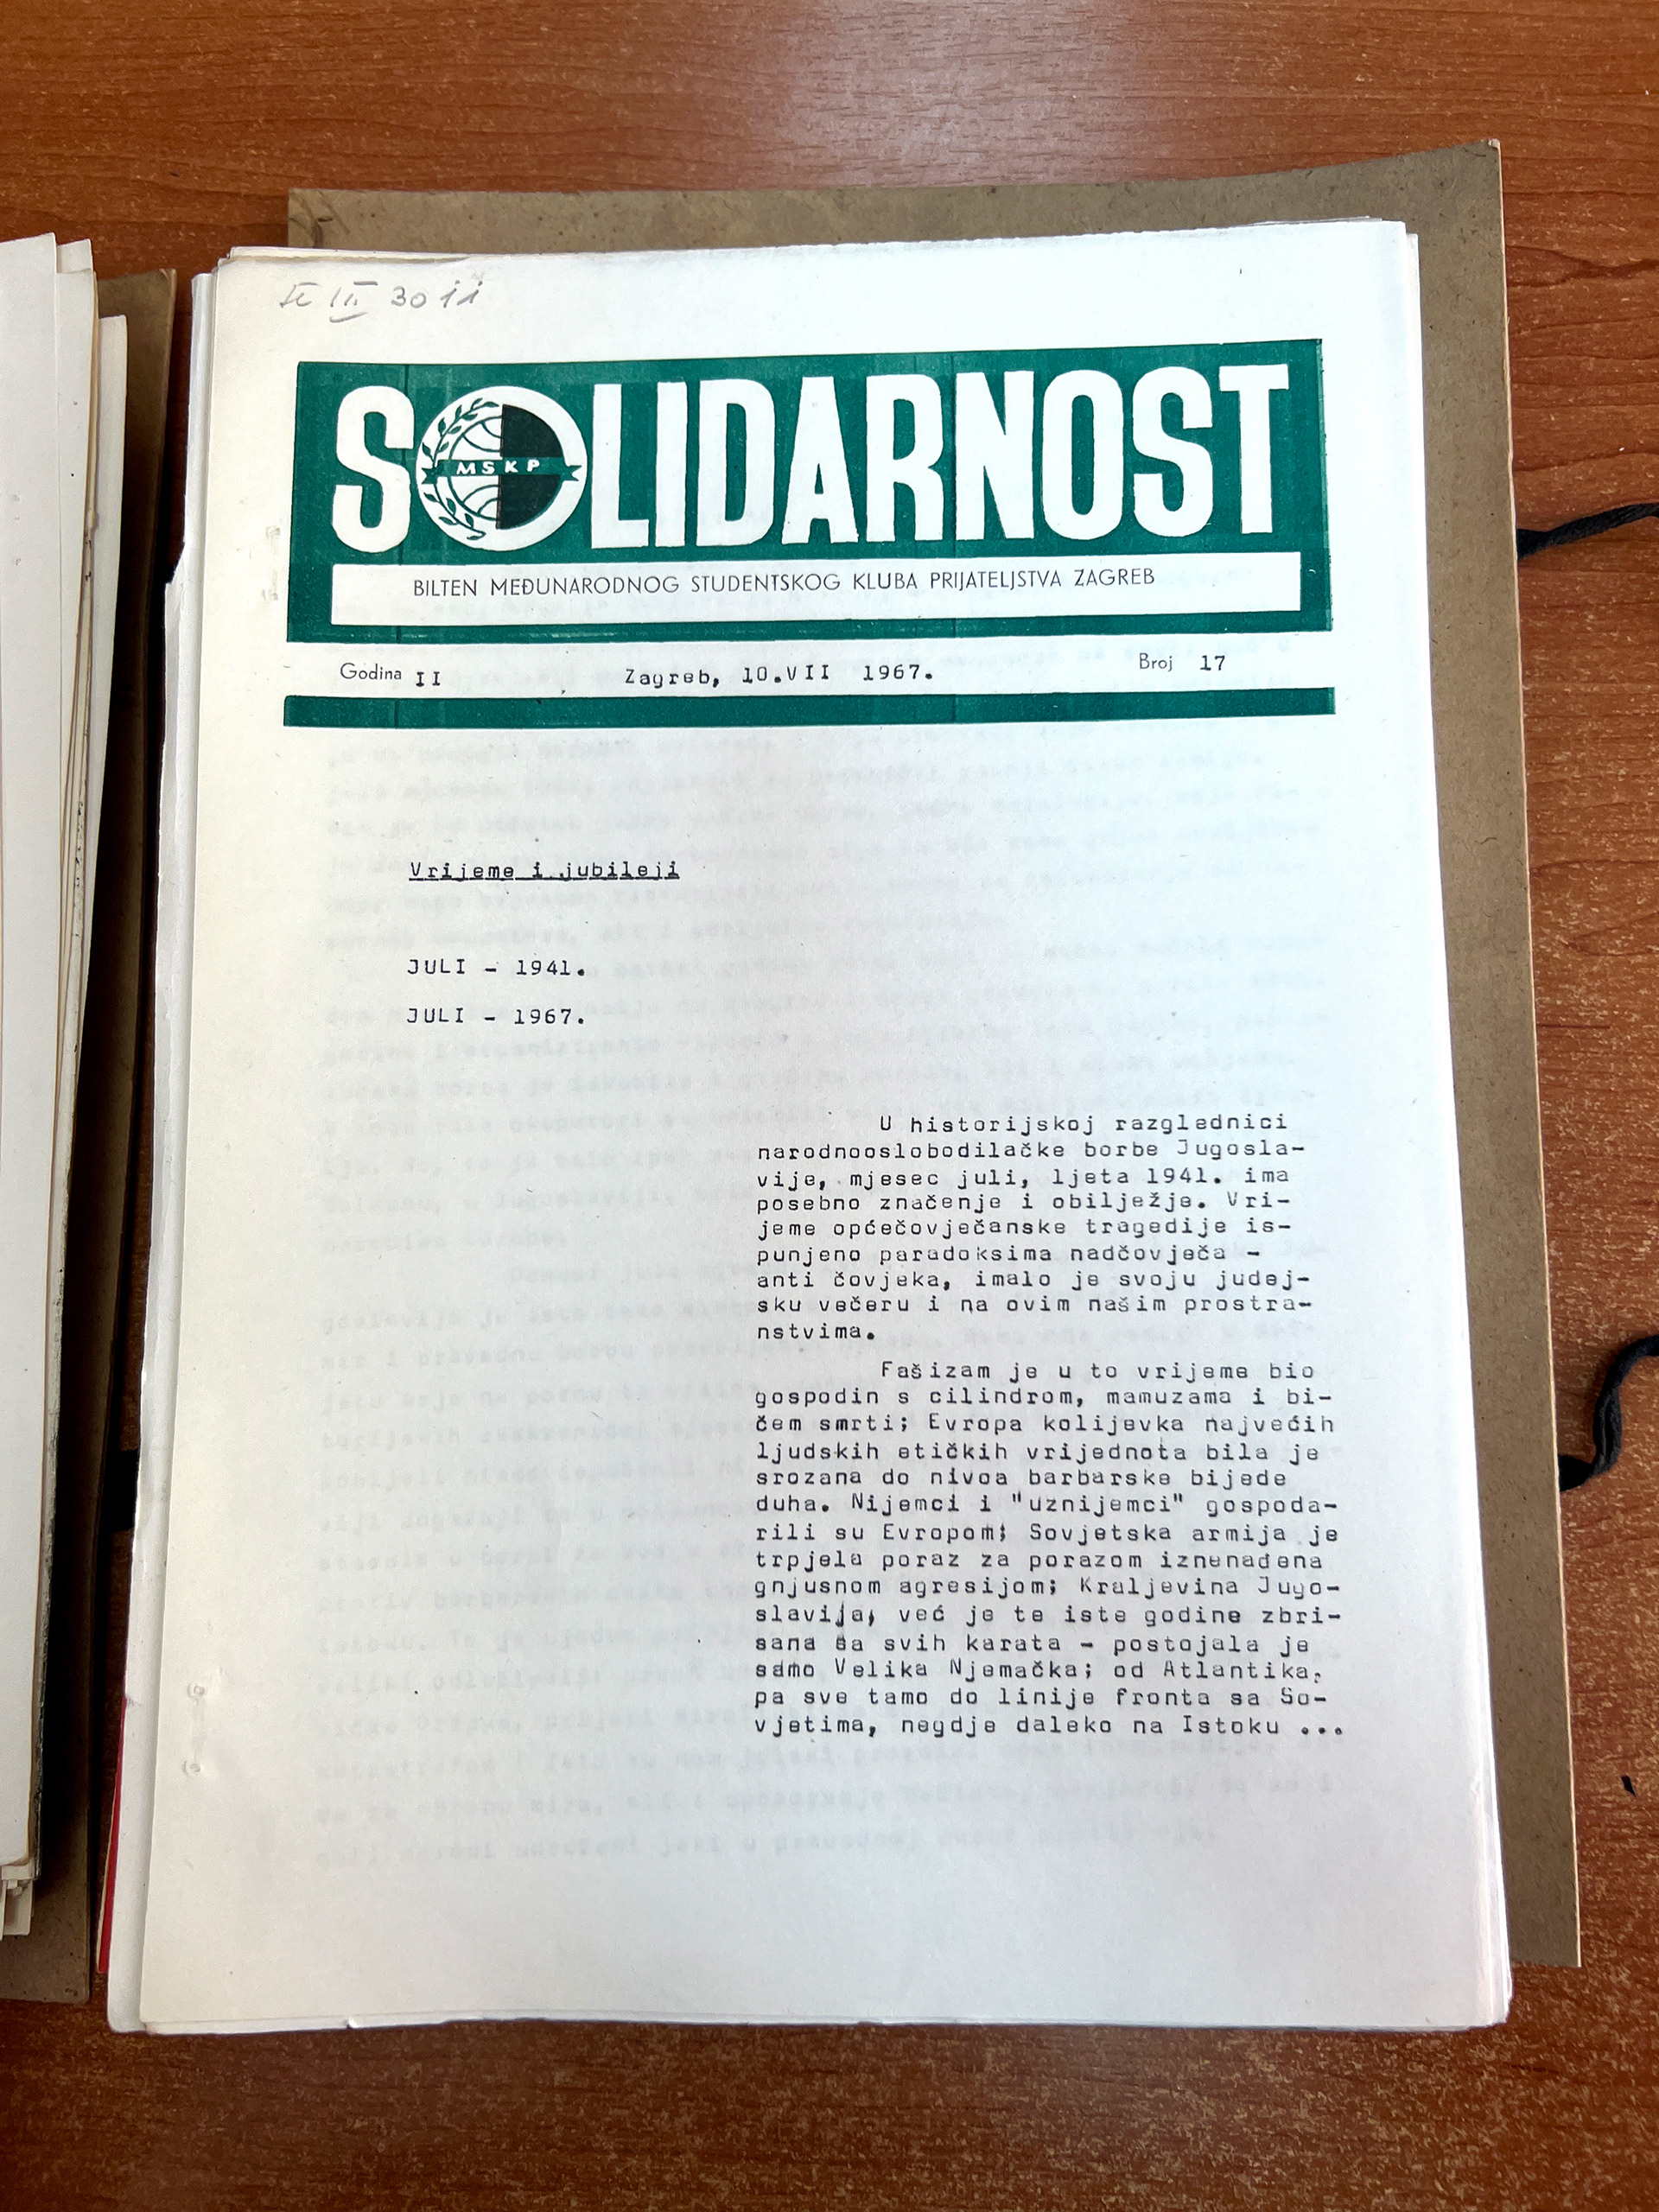 III 30 ii
SOLIDARNOST
MSKP
BILTEN MEĐUNARODNOG STUDENTSKOG KLUBA PRIJATELJSTVA ZAGREB
Godina II Zagreb, 10.VII 1967. Broj 17
Vrijeme i jubileji
JULI - 1941.
JULI - 1967.
U historijskoj razglednici
narodnooslobodilačke borbe Jugosla-
vije, mjesec juli, ljeta 1941. ima
posebno značenje i obilježje. Vri-
jeme općečovječanske tragedije is-
punjeno paradoksima nadčovječa -
anti čovjeka, imalo je svoju judej-
sku večeru i na ovim našim prostra-
nstvima.
Fašizam je u to vrijeme bio
gospodin s cilindrom, mamuzama i bi-
čem smrti; Evropa kolijevka najvećih
ljudskih etičkih vrijednota bila je
srozana do nivoa barbarske bijede
duha. Nijemci i "uznijemci" gospoda-
rili su Evropom; Sovjetska armija je
trpjela poraz za porazom iznenađena
gnjusnom agresijom; Kraljevina Jugo-
slavija, već je te iste godine zbri-
sana sa svih karata - postojala je
samo Velika Njemačka; od Atlantika,
pa sve tamo do linije fronta sa So-
vjetima, negdje daleko na Istoku ...